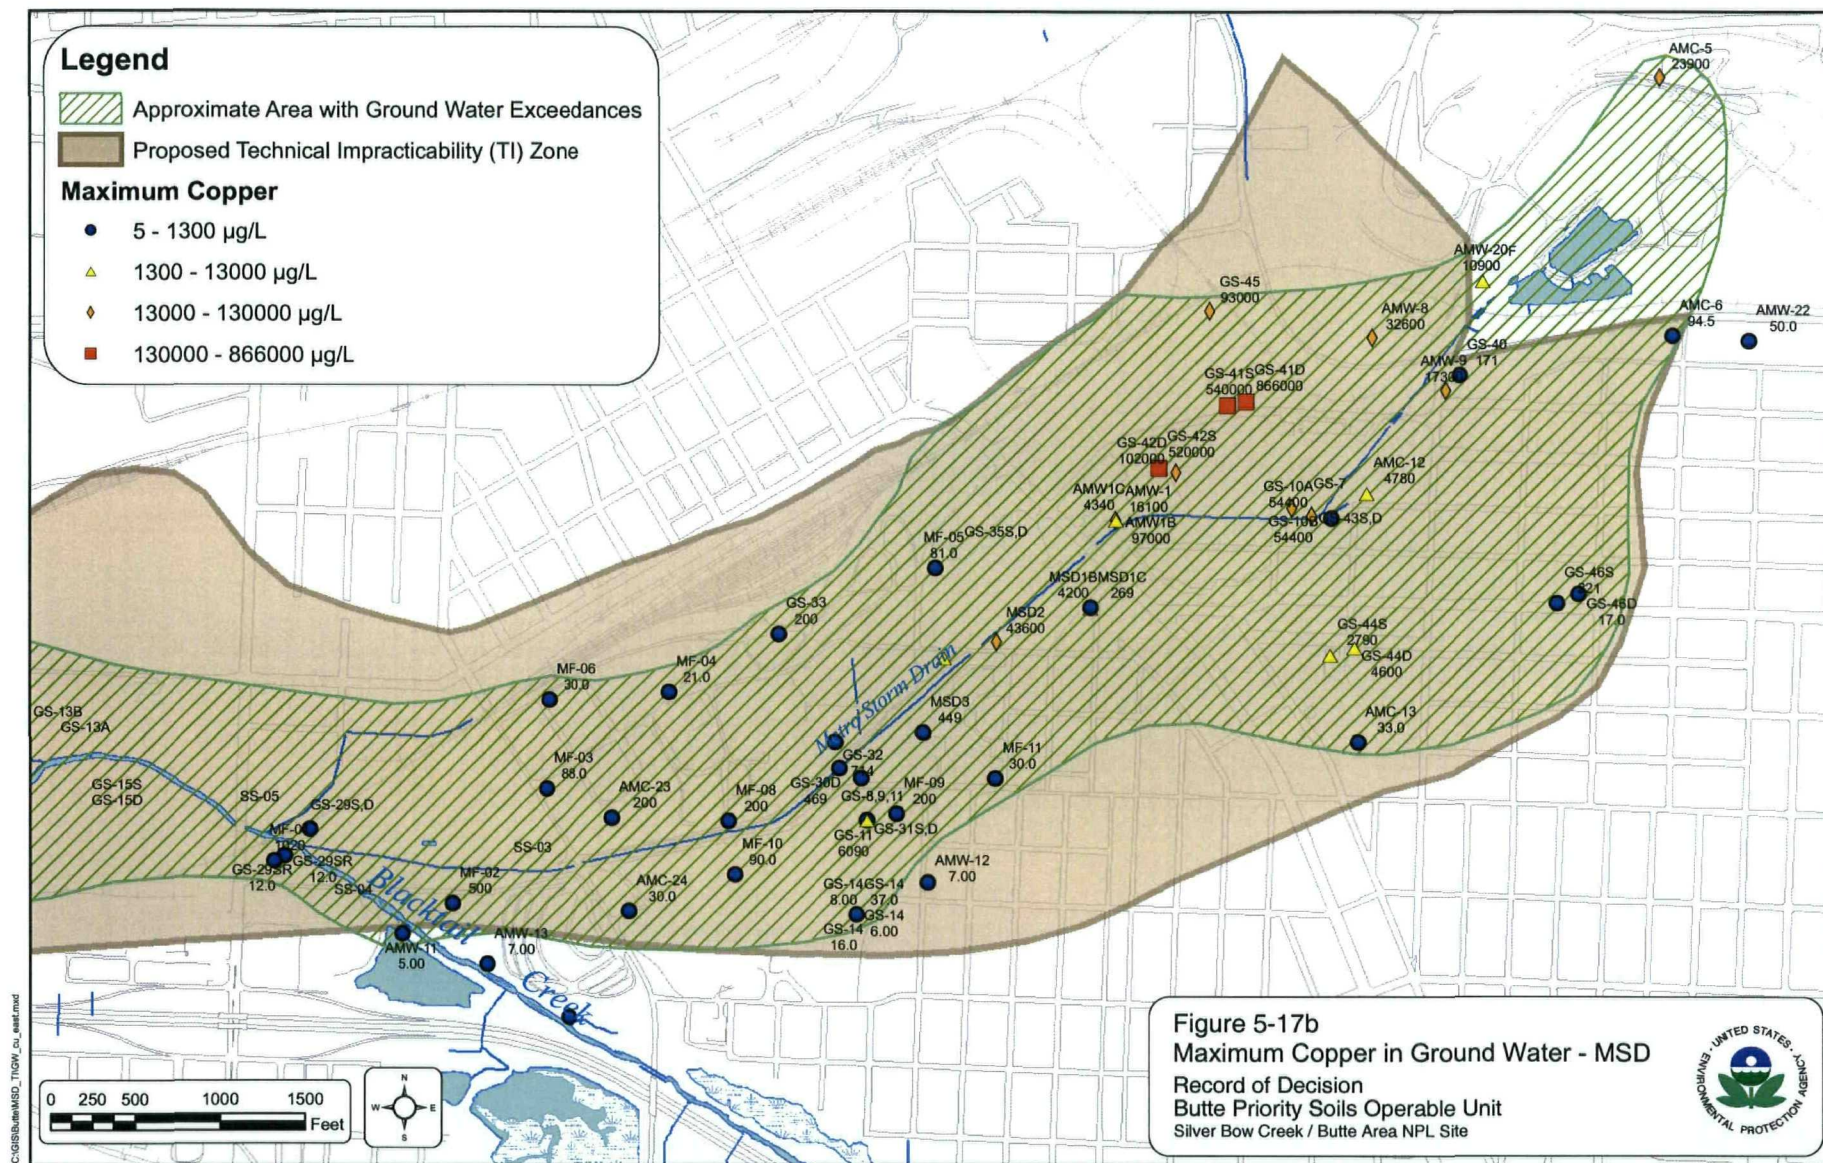 Legend
Approximate Area with Ground Water Exceedances
Proposed Technical Impracticability (TI) Zone
Maximum Copper
5 - 1300 µg/L
1300 - 13000 µg/L
13000 - 130000 µg/L
130000 - 866000 µg/L
AMC-5
23900
AMW-20F
10900
GS-45
93000
AMW-8
32600
AMC-6
94.5
AMW-22
50.0
GS-40
171
AMW-9
GS-41S
540000
GS-41D
866000
GS-42D
102000
GS-42S
520000
AMC-12
4780
AMW1C
4340
AMW-1
16100
AMW1B
97000
GS-10A
54400
GS-7
GS-10B
54400
GS-43S,D
MF-05
81.0
GS-35S,D
MSD1B
4200
MSD1C
269
GS-46S
GS-46D
17.0
GS-33
200
MSD2
43600
GS-44S
2790
GS-44D
4600
MF-06
30.0
MF-04
21.0
Metro Storm Drain
MSD3
449
AMC-13
33.0
GS-13B
GS-13A
MF-03
88.0
GS-32
714
MF-11
30.0
GS-15S
GS-15D
SS-05
GS-29S,D
AMC-23
200
MF-08
200
GS-30D
469
GS-8,9,11
MF-09
200
GS-11
6090
GS-31S,D
GS-29SR
12.0
GS-29SR
12.0
SS-03
SS-04
MF-02
500
MF-10
90.0
AMC-24
30.0
AMW-12
7.00
GS-14
8.00
GS-14
37.0
GS-14
6.00
GS-14
16.0
Blacktail Creek
AMW-11
5.00
AMW-13
7.00
0 250 500 1000 1500
Feet
N
W E
S
Figure 5-17b
Maximum Copper in Ground Water - MSD
Record of Decision
Butte Priority Soils Operable Unit
Silver Bow Creek / Butte Area NPL Site
UNITED STATES
ENVIRONMENTAL PROTECTION AGENCY